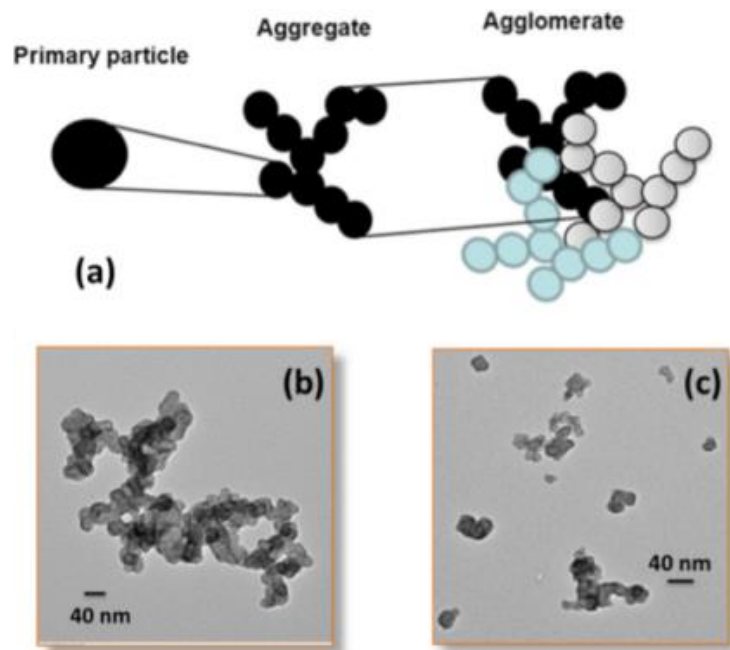 Primary particle
Aggregate
Agglomerate
(a)
(b)
40 nm
(c)
40 nm